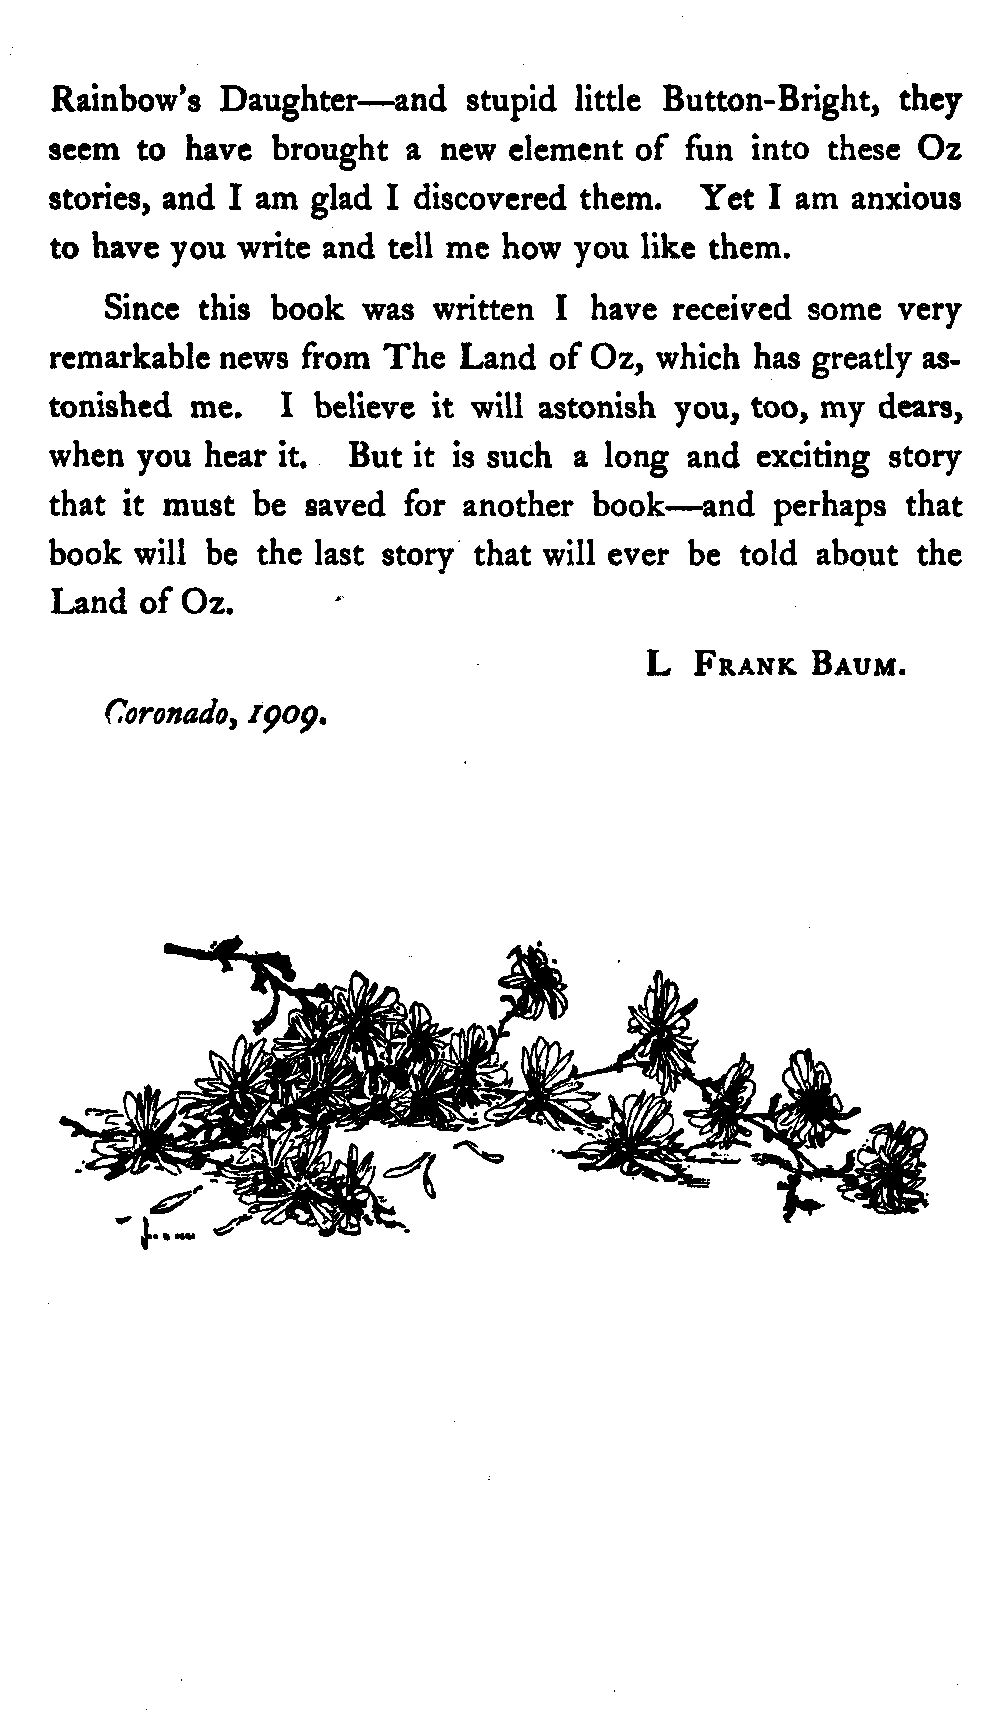 Rainbow's Daughter—and stupid little Button-Bright, they
seem to have brought a new element of fun into these Oz
stories, and I am glad I discovered them. Yet I am anxious
to have you write and tell me how you like them.
Since this book was written I have received some very
remarkable news from The Land of Oz, which has greatly as-
tonished me. I believe it will astonish you, too, my dears,
when you hear it. But it is such a long and exciting story
that it must be saved for another book—and perhaps that
book will be the last story that will ever be told about the
Land of Oz.
L Frank Baum.
Coronado, 1909.